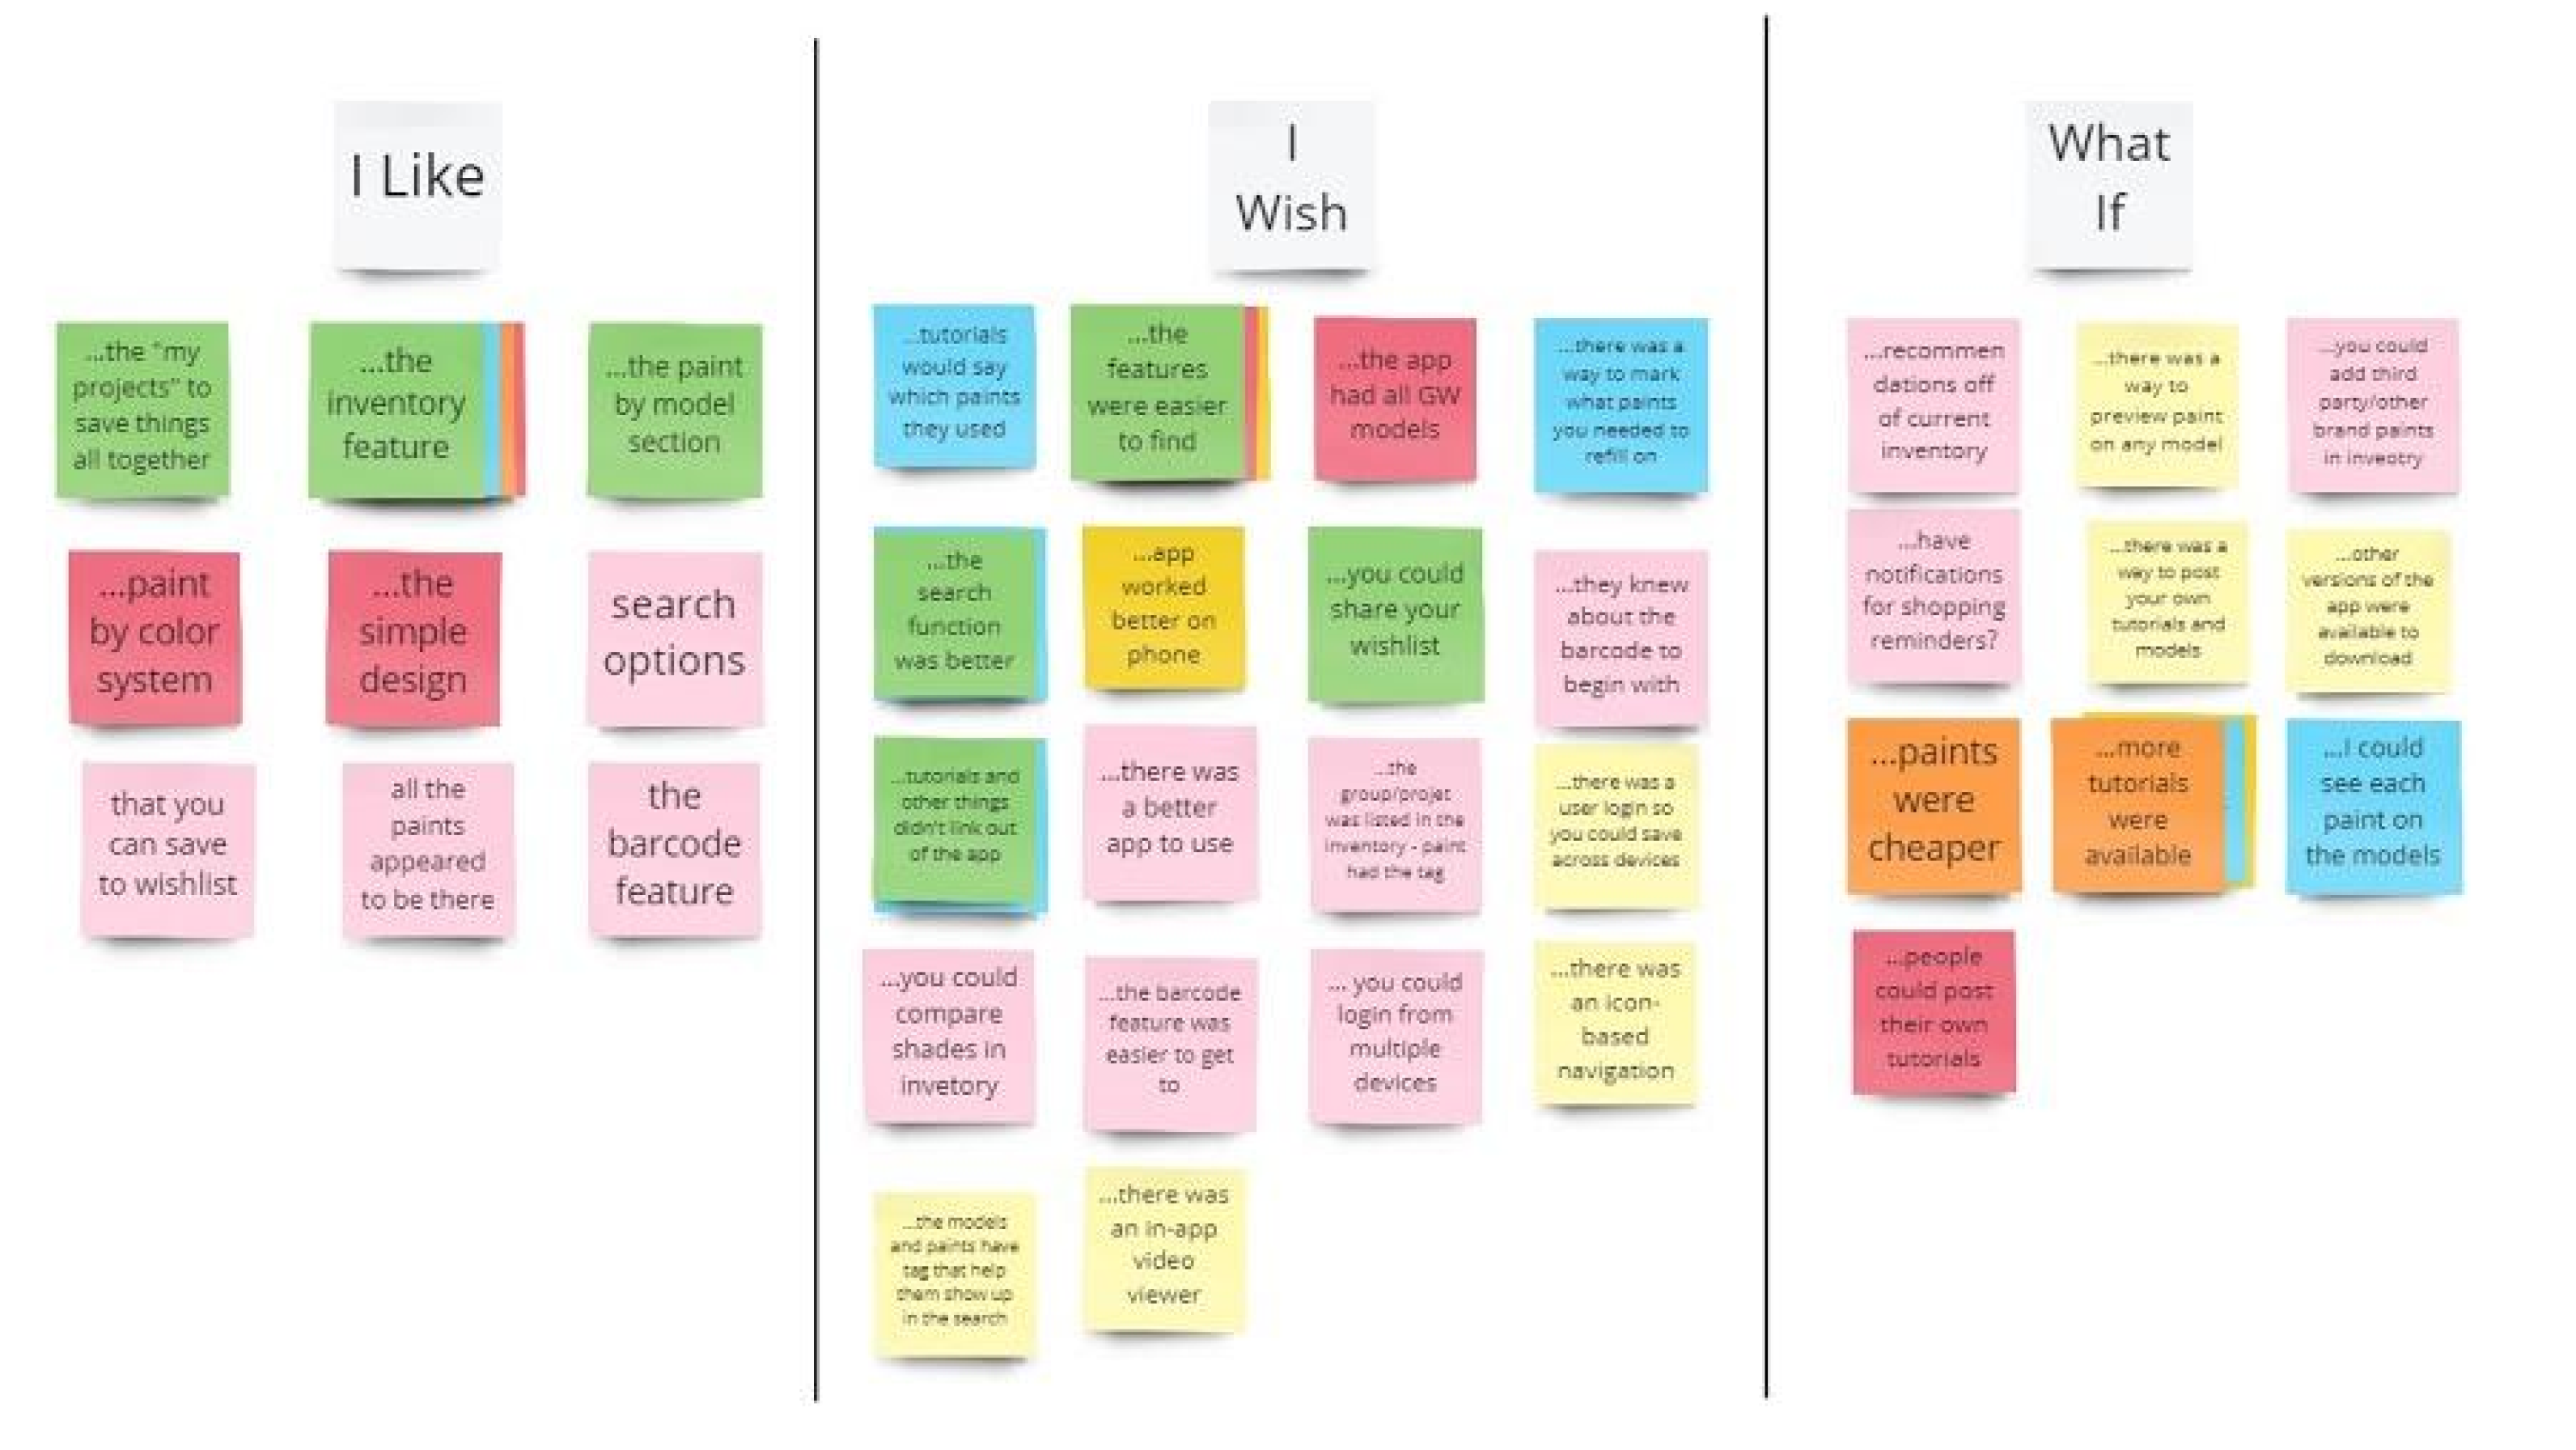 I Like
...the "my
projects" to
save things
all together
...the
inventory
feature
...the paint
by model
section
...paint
by color
system
...the
simple
design
search
options
that you
can save
to wishlist
all the
paints
appeared
to be there
the
barcode
feature
I
Wish
...tutorials
would say
which paints
they used
...the
features
were easier
to find
...the app
had all GW
models
...there was a
way to mark
what paints
you needed to
refill on
...the
search
function
was better
...app
worked
better on
phone
...you could
share your
wishlist
...they knew
about the
barcode to
begin with
...tutorials and
other things
didn't link out
of the app
...there was
a better
app to use
...the
group/projet
was listed in the
inventory - paint
had the tag
...there was a
user login so
you could save
across devices
...you could
compare
shades in
invetory
...the barcode
feature was
easier to get
to
... you could
login from
multiple
devices
...there was
an icon-
based
navigation
...the models
and paints have
tag that help
them show up
in the search
...there was
an in-app
video
viewer
What
If
...recommen
dations off
of current
inventory
...there was a
way to
preview paint
on any model
...you could
add third
party/other
brand paints
in inveotry
...have
notifications
for shopping
reminders?
...there was a
way to post
your own
tutorials and
models
...other
versions of the
app were
available to
download
...paints
were
cheaper
...more
tutorials
were
available
...I could
see each
paint on
the models
...people
could post
their own
tutorials